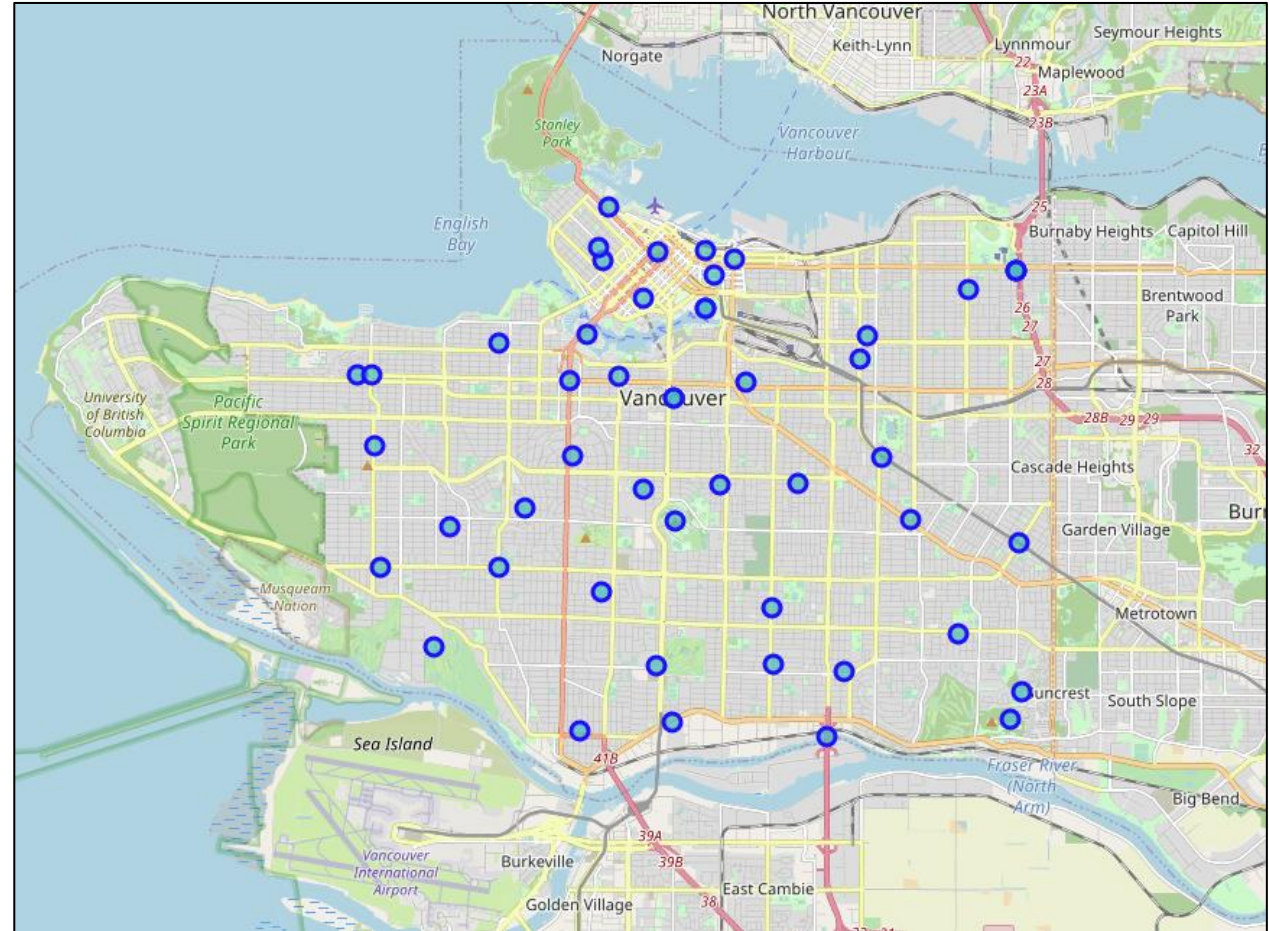 North Vancouver
Norgate
Keith-Lynn
Lynnmour
Seymour Heights
22
Maplewood
23A
23B
Stanley
Park
Vancouver
Harbour
English
Bay
25
Burnaby Heights
Capitol Hill
Brentwood
Park
26
27
27
28
28B
29
29
32
University
of British
Columbia
Pacific
Spirit Regional
Park
Vancouver
Cascade Heights
Garden Village
Musqueam
Nation
Metrotown
South Slope
Sea Island
41B
Fraser River
(North
Arm)
Big Bend
39A
39B
38
Vancouver
International
Airport
Burkeville
East Cambie
Golden Village